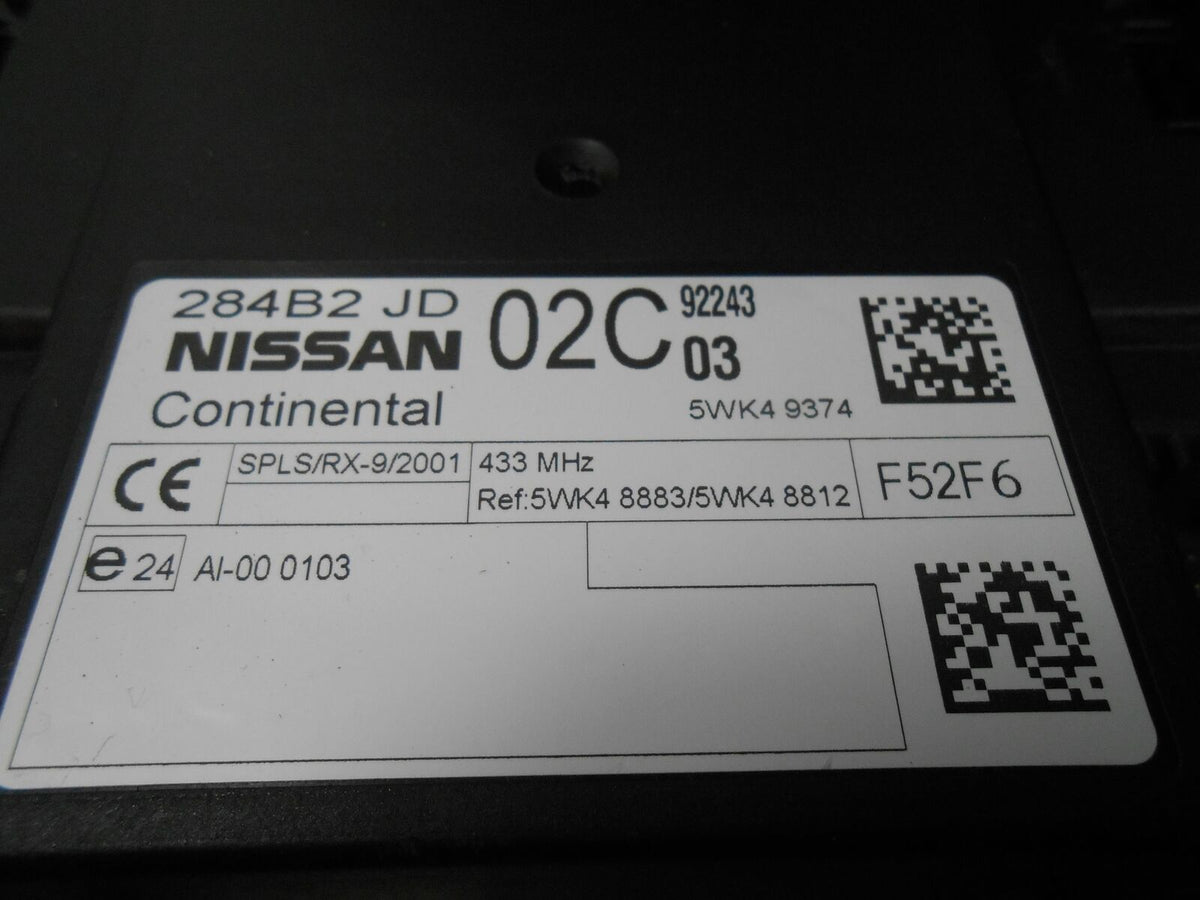 284B2 JD 02C 92243
NISSAN 03
Continental 5WK4 9374
CE SPLS/RX-9/2001 433 MHz
Ref:5WK4 8883/5WK4 8812 F52F6
e 24 AI-00 0103